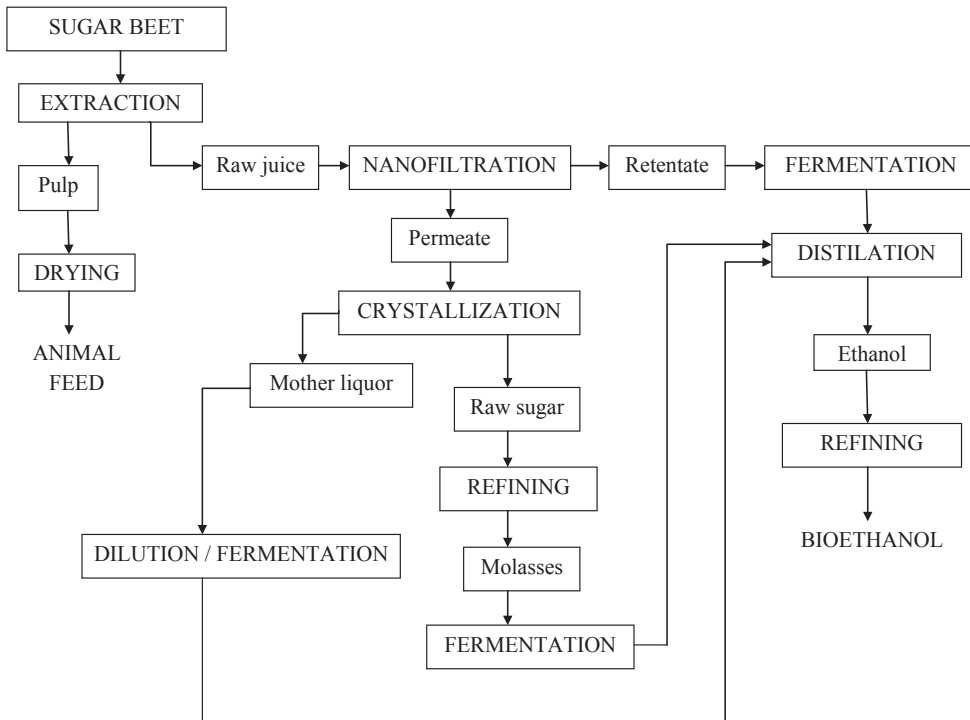 SUGAR BEET
EXTRACTION
Raw juice
NANOFILTRATION
Retentate
FERMENTATION
Pulp
Permeate
DISTILATION
DRYING
CRYSTALLIZATION
ANIMAL
FEED
Mother liquor
Ethanol
Raw sugar
REFINING
REFINING
DILUTION / FERMENTATION
BIOETHANOL
Molasses
FERMENTATION